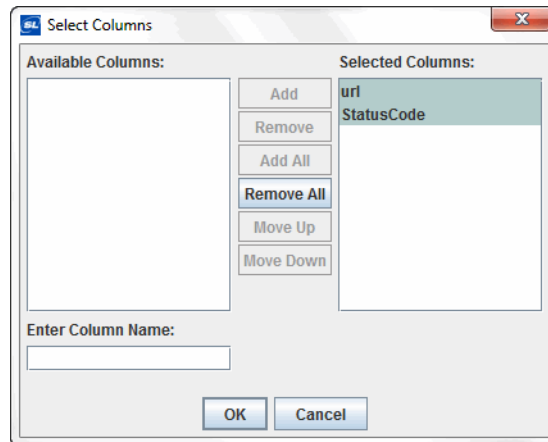 SL Select Columns
Available Columns:
Selected Columns:
Add
Remove
Add All
Remove All
Move Up
Move Down
url
StatusCode
Enter Column Name:
OK
Cancel